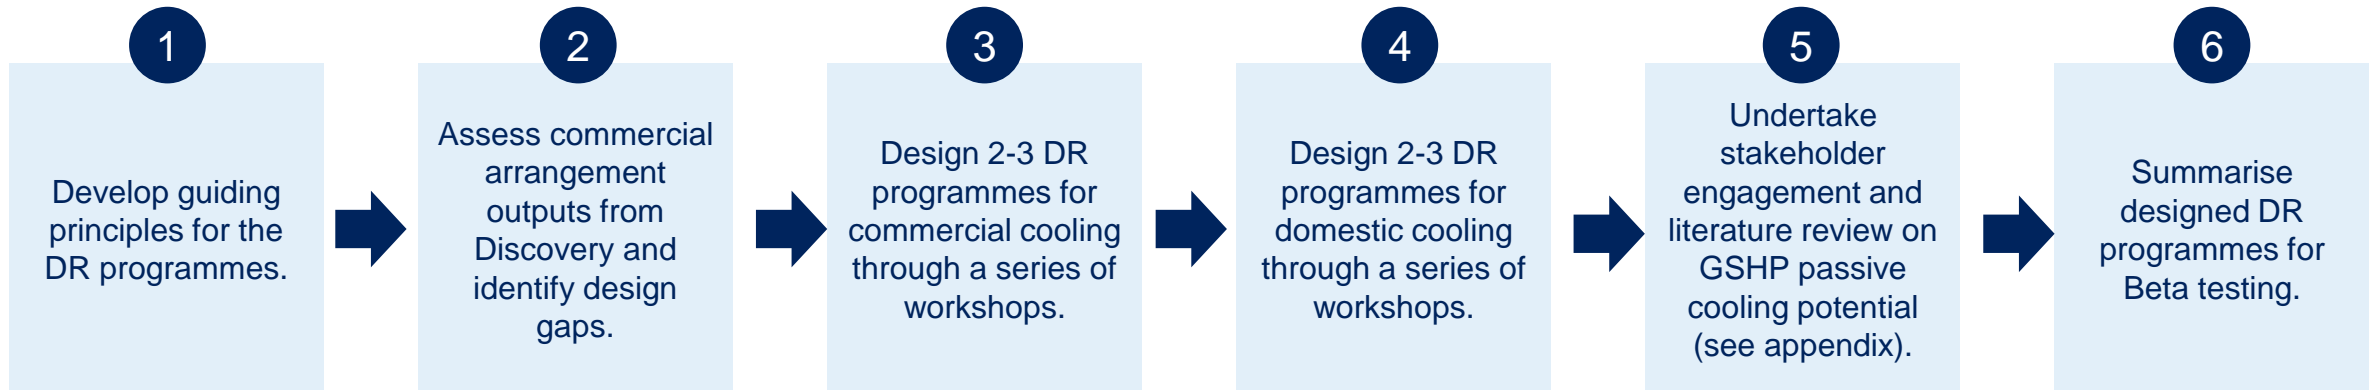 1
Develop guiding
principles for the
DR programmes.
2
Assess commercial
arrangement
outputs from
Discovery and
identify design
gaps.
3
Design 2-3 DR
programmes for
commercial cooling
through a series of
workshops.
4
Design 2-3 DR
programmes for
domestic cooling
through a series of
workshops.
5
Undertake
stakeholder
engagement and
literature review on
GSHP passive
cooling potential
(see appendix).
6
Summarise
designed DR
programmes for
Beta testing.